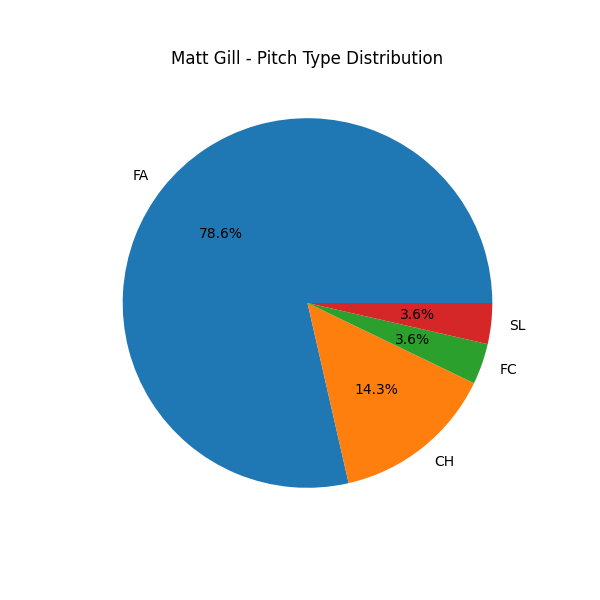 Matt Gill - Pitch Type Distribution
FA
78.6%
3.6%
SL
3.6%
FC
14.3%
CH